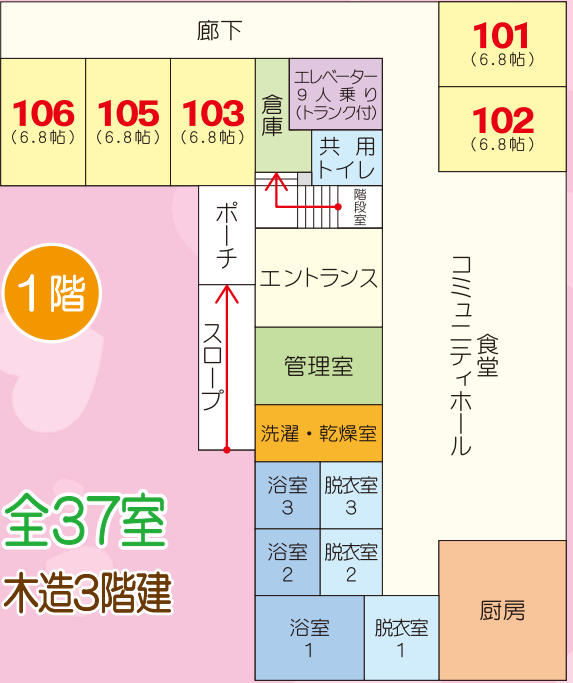 廊下
101
(6.8帖)
102
(6.8帖)
106
(6.8帖)
105
(6.8帖)
103
(6.8帖)
倉庫
エレベーター
9人乗り
(トランク付)
共用
トイレ
階段室
ポーチ
エントランス
1階
スロープ
コミュニティホール
食堂
管理室
洗濯・乾燥室
浴室
3
脱衣室
3
浴室
2
脱衣室
2
浴室
1
脱衣室
1
厨房
全37室
木造3階建